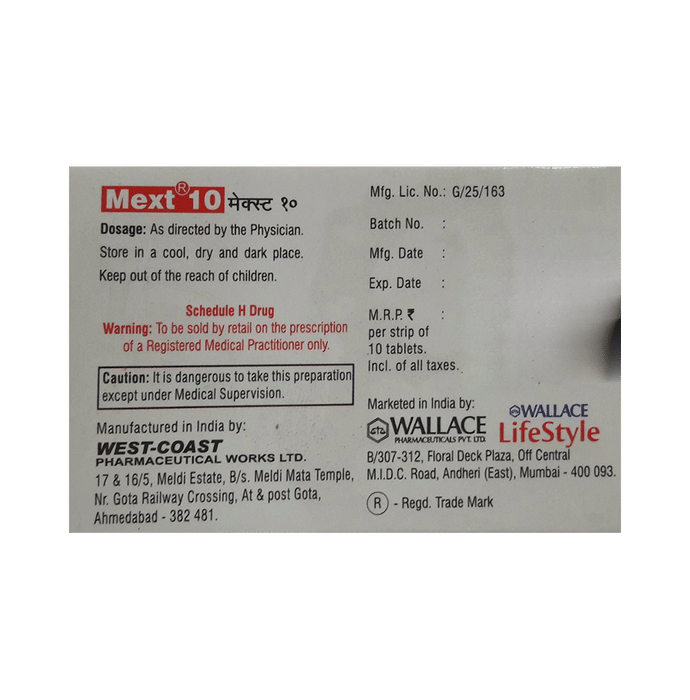 Mext® 10 मेक्स्ट १०
Dosage: As directed by the Physician.
Store in a cool, dry and dark place.
Keep out of the reach of children.
Schedule H Drug
Warning: To be sold by retail on the prescription
of a Registered Medical Practitioner only.
Caution: It is dangerous to take this preparation
except under Medical Supervision.
Manufactured in India by:
WEST-COAST
PHARMACEUTICAL WORKS LTD.
17 & 16/5, Meldi Estate, B/s. Meldi Mata Temple,
Nr. Gota Railway Crossing, At & post Gota,
Ahmedabad - 382 481.
Mfg. Lic. No.: G/25/163
Batch No. :
Mfg. Date :
Exp. Date :
M.R.P. ₹ :
per strip of
10 tablets.
Incl. of all taxes.
Marketed in India by:
WALLACE
PHARMACEUTICALS PVT. LTD.
WALLACE
LifeStyle
B/307-312, Floral Deck Plaza, Off Central
M.I.D.C. Road, Andheri (East), Mumbai - 400 093.
® - Regd. Trade Mark